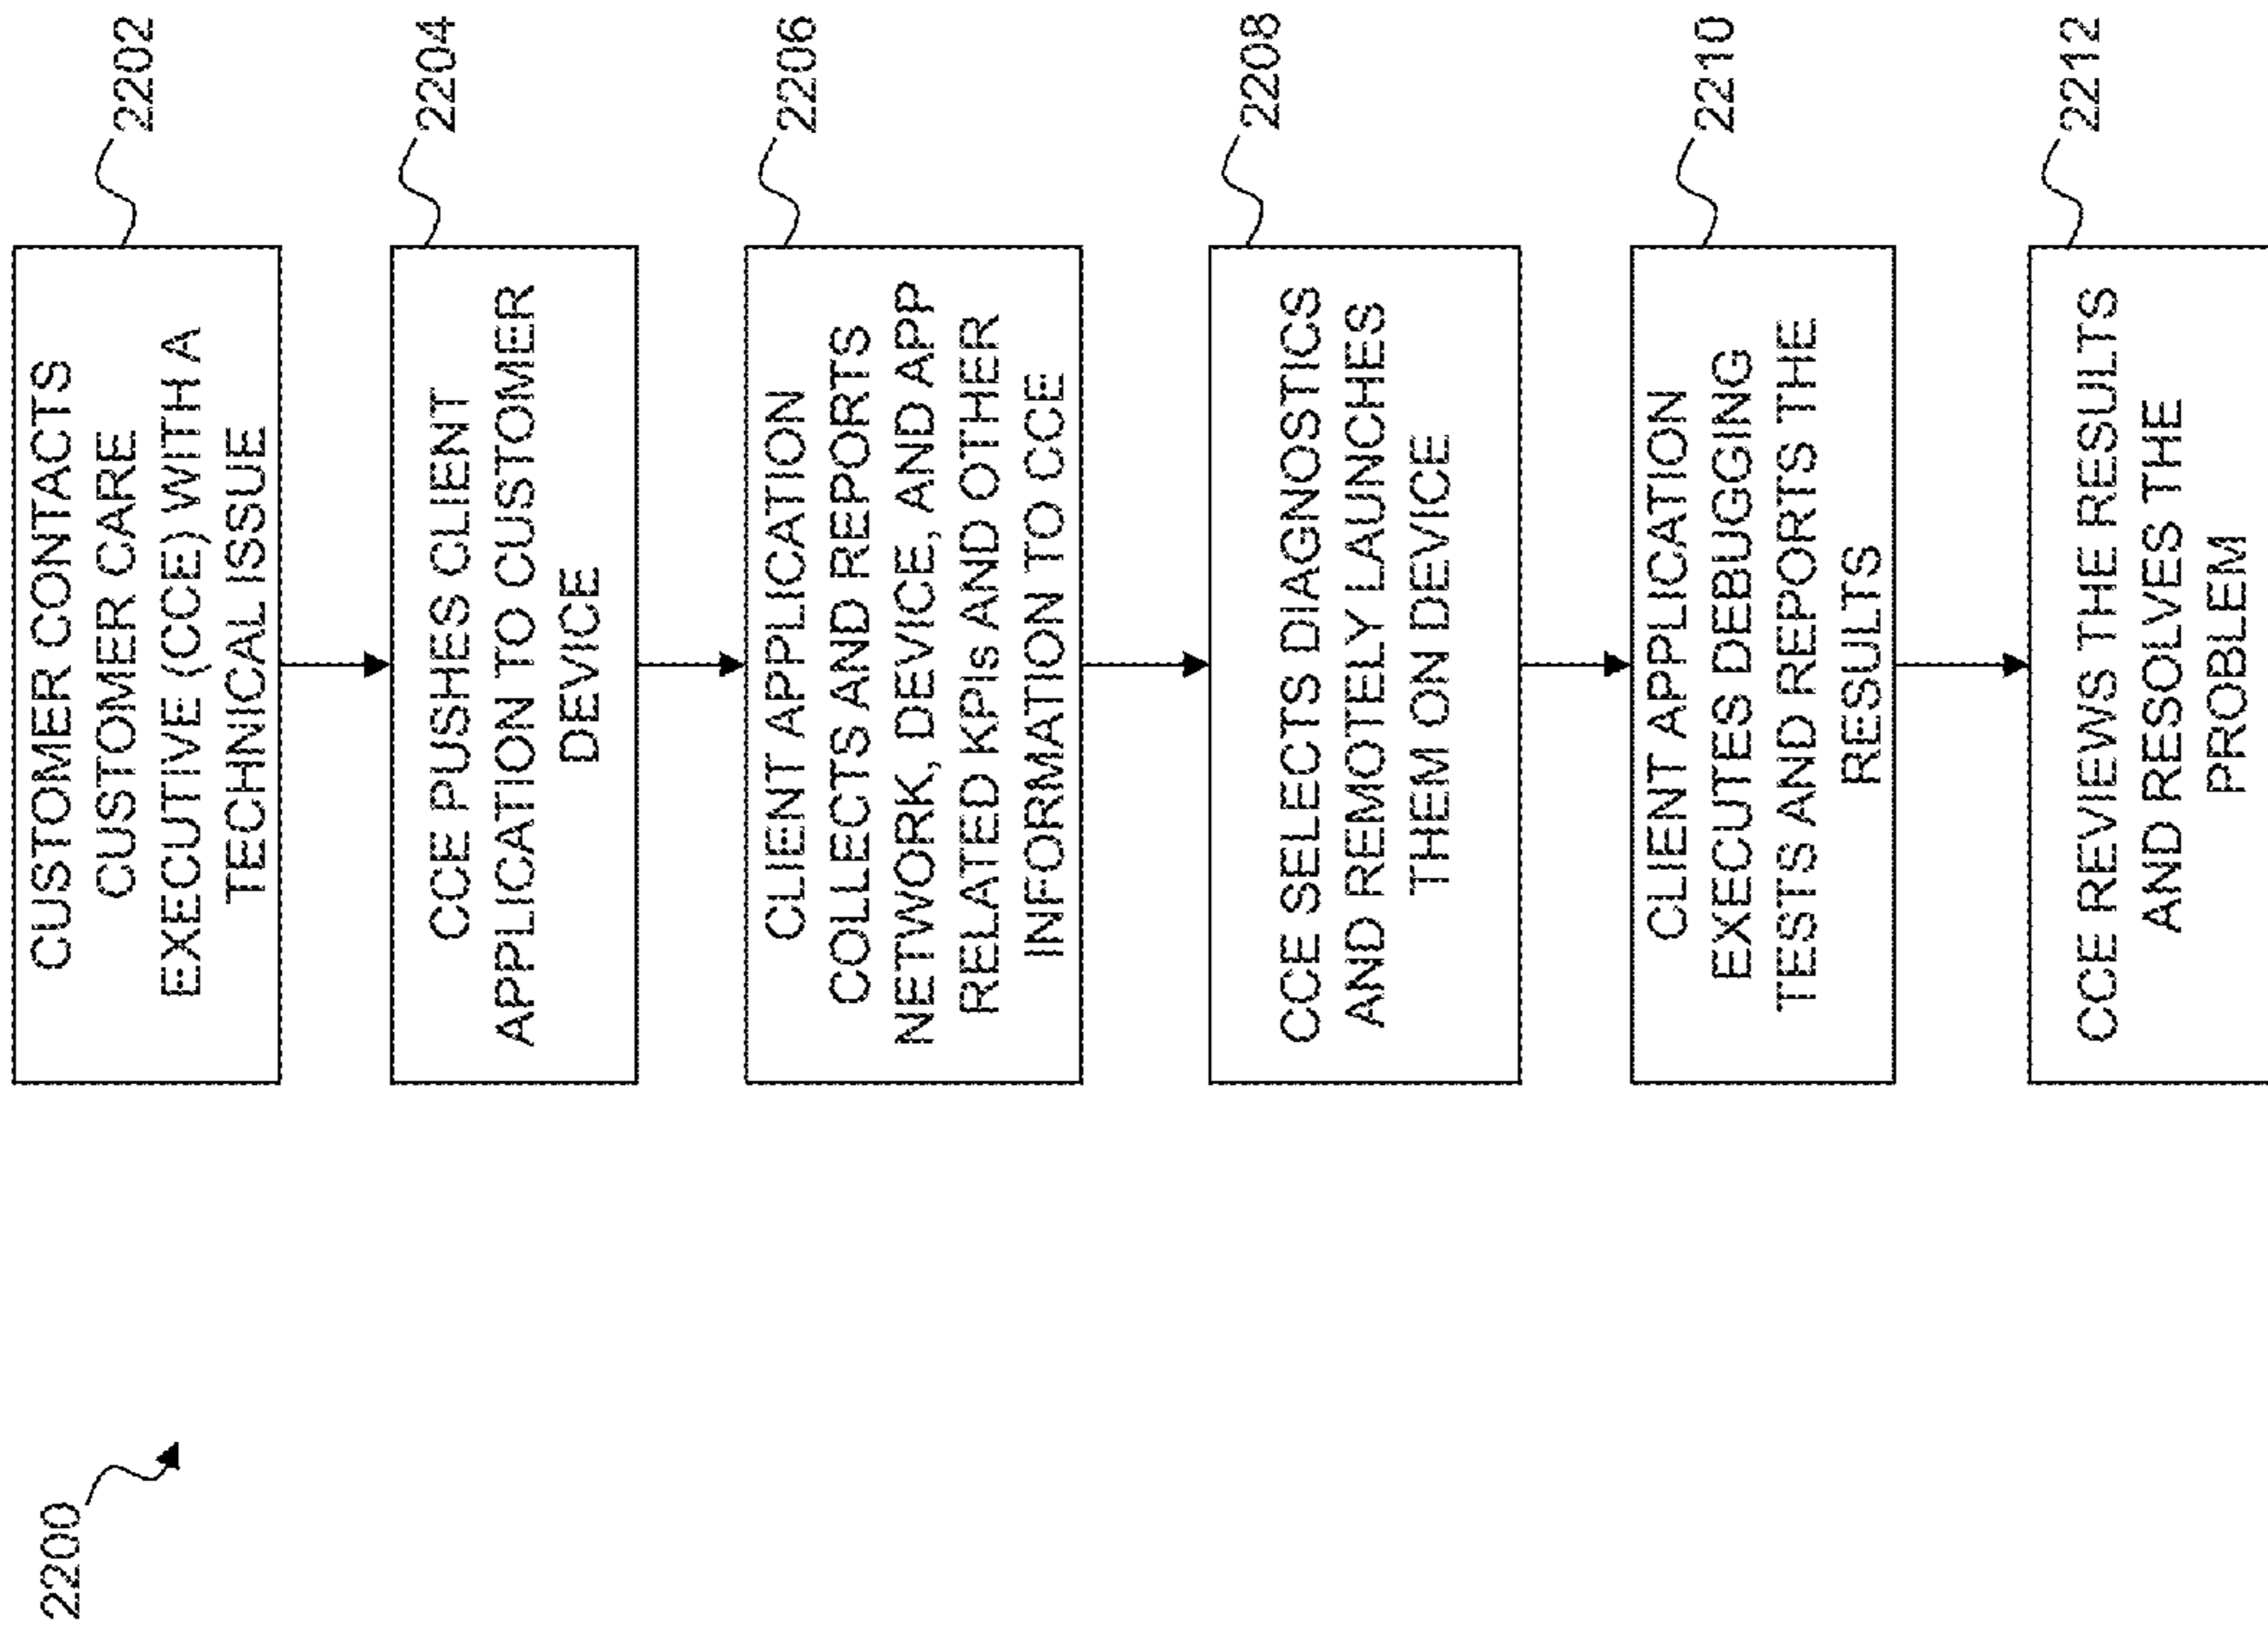 2200
CUSTOMER CONTACTS
CUSTOMER CARE
EXECUTIVE (CCE) WITH A
TECHNICAL ISSUE
2202
CCE PUSHES CLIENT
APPLICATION TO CUSTOMER
DEVICE
2204
CLIENT APPLICATION
COLLECTS AND REPORTS
NETWORK, DEVICE, AND APP
RELATED KPIs AND OTHER
INFORMATION TO CCE
2206
CCE SELECTS DIAGNOSTICS
AND REMOTELY LAUNCHES
THEM ON DEVICE
2208
CLIENT APPLICATION
EXECUTES DEBUGGING
TESTS AND REPORTS THE
RESULTS
2210
CCE REVIEWS THE RESULTS
AND RESOLVES THE
PROBLEM
2212